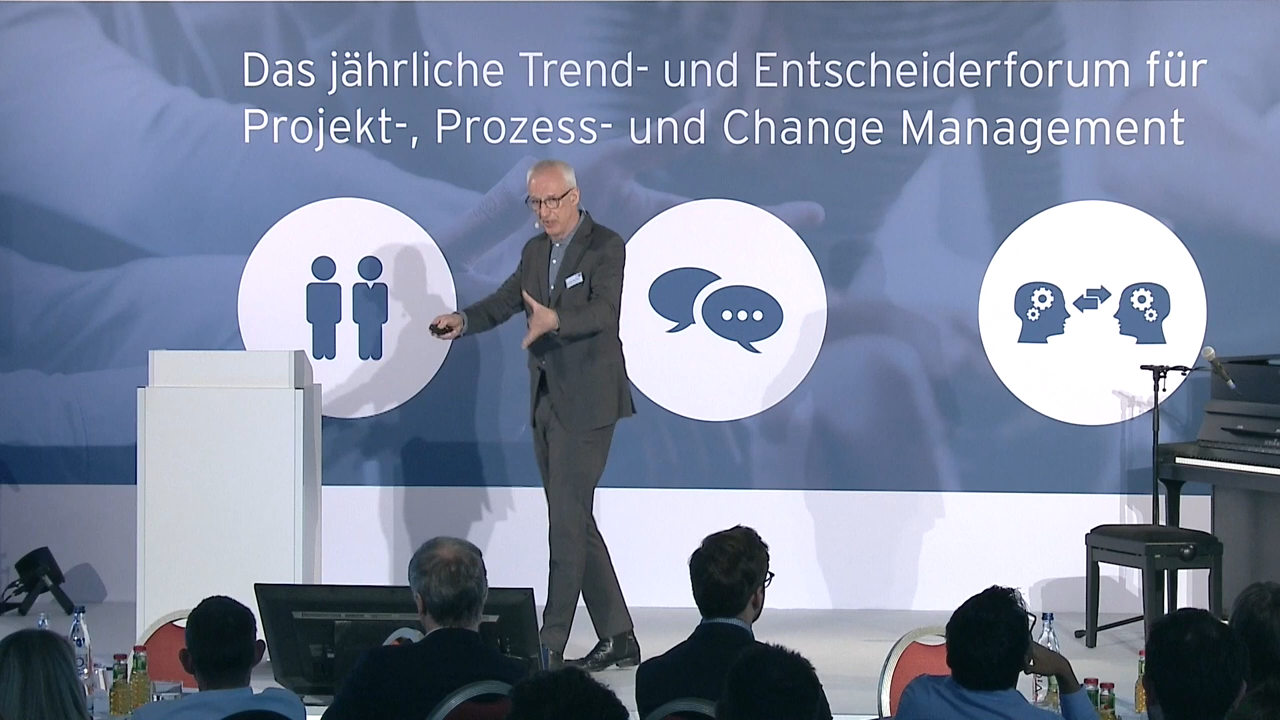 Das jährliche Trend- und Entscheiderforum für
Projekt-, Prozess- und Change Management